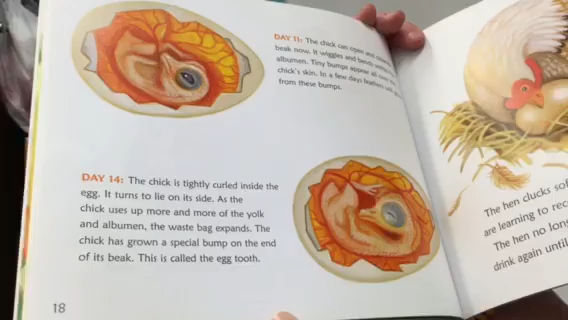 DAY 11: The chick can open and
beak now. It wiggles and bends
albumen. Tiny bumps appear all over
chick's skin. In a few days feathers will
from these bumps.
DAY 14: The chick is tightly curled inside the
egg. It turns to lie on its side. As the
chick uses up more and more of the yolk
and albumen, the waste bag expands. The
chick has grown a special bump on the end
of its beak. This is called the egg tooth.
18
The hen clucks
are learning to
The hen no
drink again until